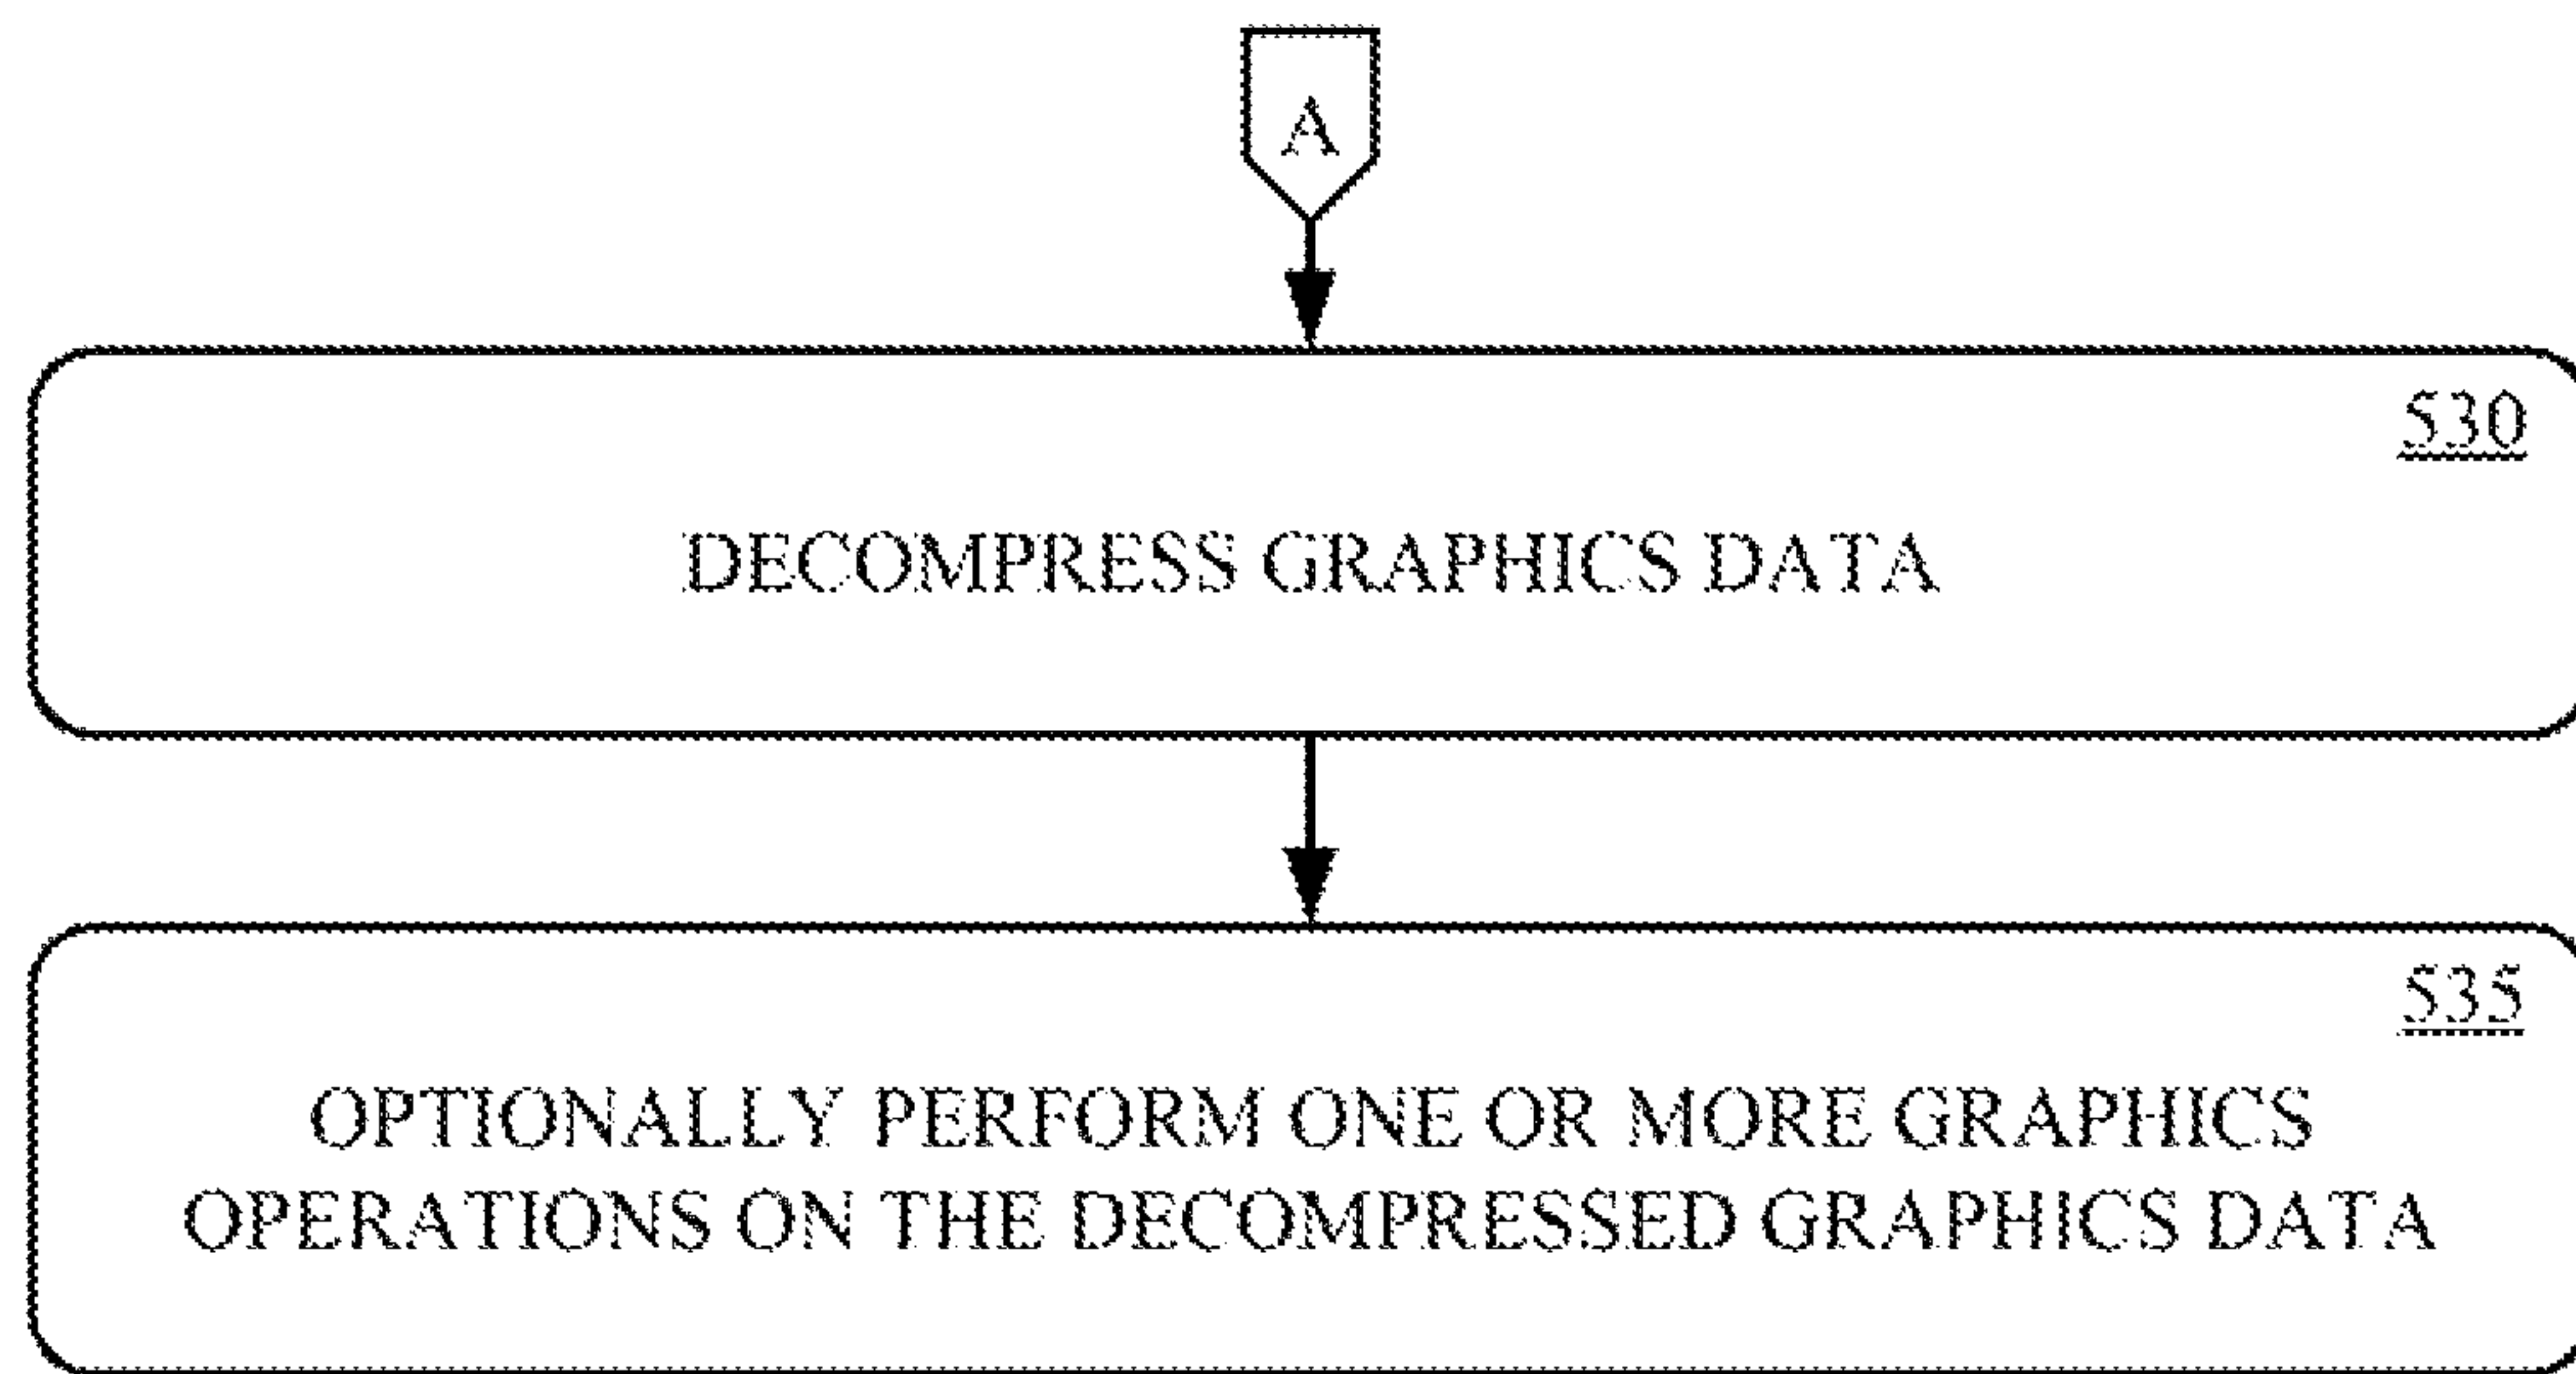 A
530
DECOMPRESS GRAPHICS DATA
535
OPTIONALLY PERFORM ONE OR MORE GRAPHICS
OPERATIONS ON THE DECOMPRESSED GRAPHICS DATA